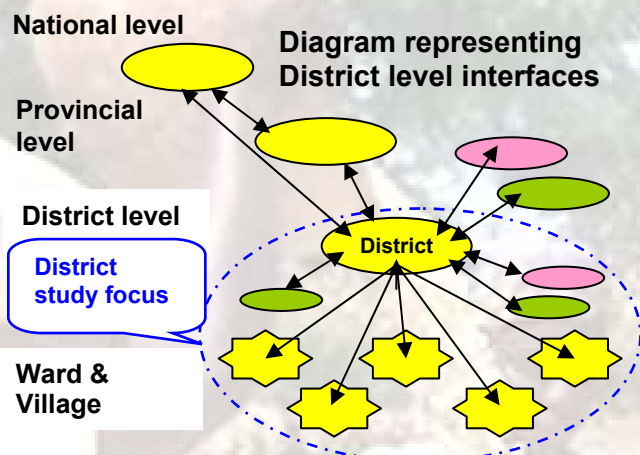 National level
Diagram representing
District level interfaces
Provincial
level
District level
District
District
study focus
Ward &
Village